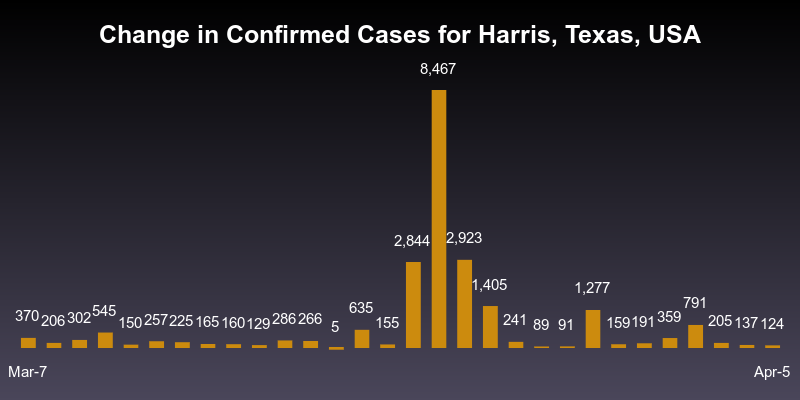 Change in Confirmed Cases for Harris, Texas, USA
8,467
2,844
2,923
1,405
1,277
370 206 302 545 150 257 225 165 160 129 286 266 5 635 155 241 89 91 159 191 359 791 205 137 124
Mar-7 Apr-5